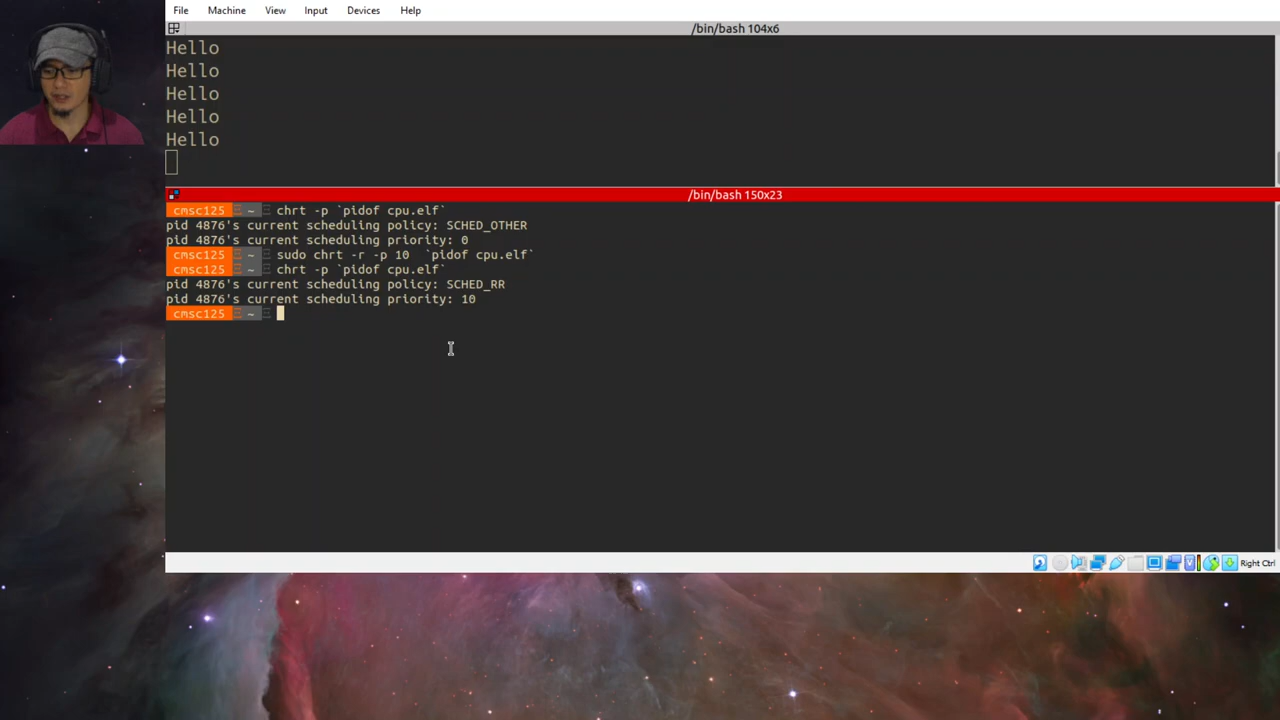 File Machine View Input Devices Help
/bin/bash 104x6
Hello
Hello
Hello
Hello
Hello
/bin/bash 150x23
cmsc125 ~ chrt -p `pidof cpu.elf`
pid 4876's current scheduling policy: SCHED_OTHER
pid 4876's current scheduling priority: 0
cmsc125 ~ sudo chrt -r -p 10  `pidof cpu.elf`
cmsc125 ~ chrt -p `pidof cpu.elf`
pid 4876's current scheduling policy: SCHED_RR
pid 4876's current scheduling priority: 10
cmsc125 ~
Right Ctrl